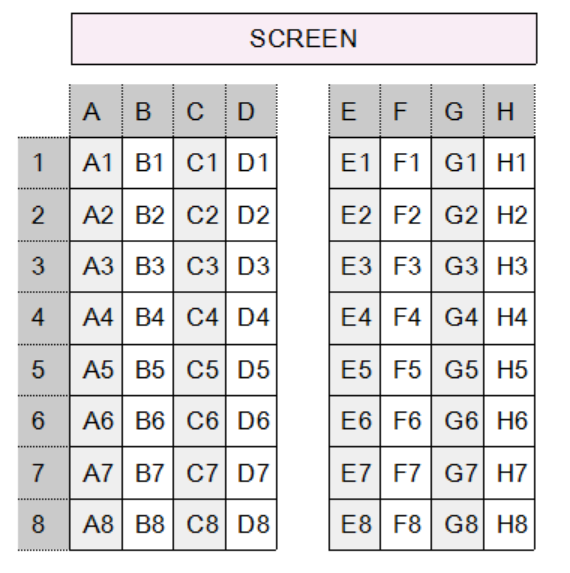 SCREEN
A B C D E F G H
1 A1 B1 C1 D1 E1 F1 G1 H1
2 A2 B2 C2 D2 E2 F2 G2 H2
3 A3 B3 C3 D3 E3 F3 G3 H3
4 A4 B4 C4 D4 E4 F4 G4 H4
5 A5 B5 C5 D5 E5 F5 G5 H5
6 A6 B6 C6 D6 E6 F6 G6 H6
7 A7 B7 C7 D7 E7 F7 G7 H7
8 A8 B8 C8 D8 E8 F8 G8 H8